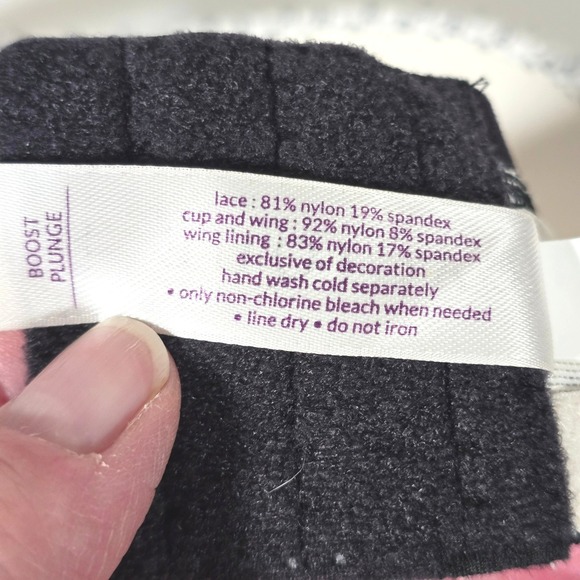 BOOST
PLUNGE
lace : 81% nylon 19% spandex
cup and wing : 92% nylon 8% spandex
wing lining : 83% nylon 17% spandex
exclusive of decoration
hand wash cold separately
• only non-chlorine bleach when needed
• line dry • do not iron